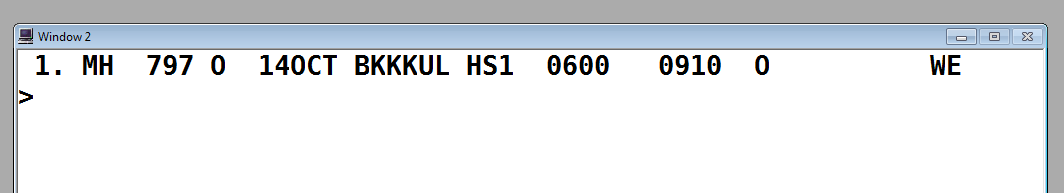 Window 2
1. MH 797 O 14OCT BKKKUL HS1 0600 0910 O WE
>